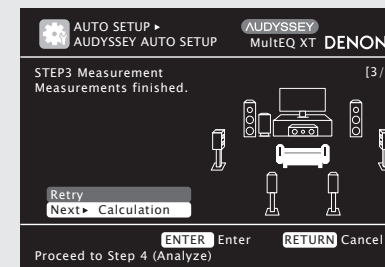 AUTO SETUP ▸
AUDYSSEY AUTO SETUP
AUDYSSEY
MultEQ XT
DENON
STEP3 Measurement
[3/
Measurements finished.
Retry
Next▸ Calculation
ENTER Enter
RETURN Cancel
Proceed to Step 4 (Analyze)